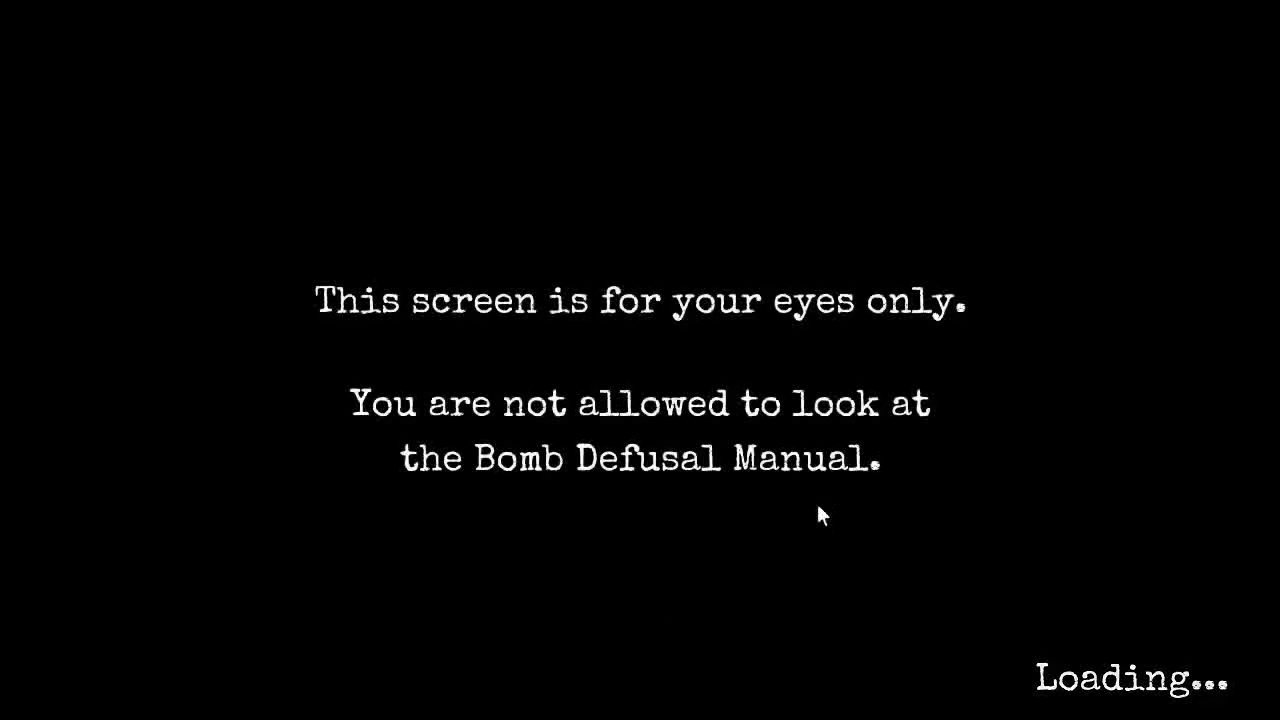 This screen is for your eyes only.
You are not allowed to look at
the Bomb Defusal Manual.
Loading...